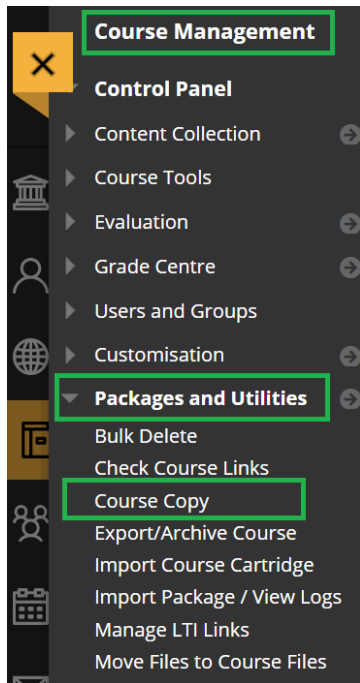 Course Management
Control Panel
Content Collection
Course Tools
Evaluation
Grade Centre
Users and Groups
Customisation
Packages and Utilities
Bulk Delete
Check Course Links
Course Copy
Export/Archive Course
Import Course Cartridge
Import Package / View Logs
Manage LTI Links
Move Files to Course Files